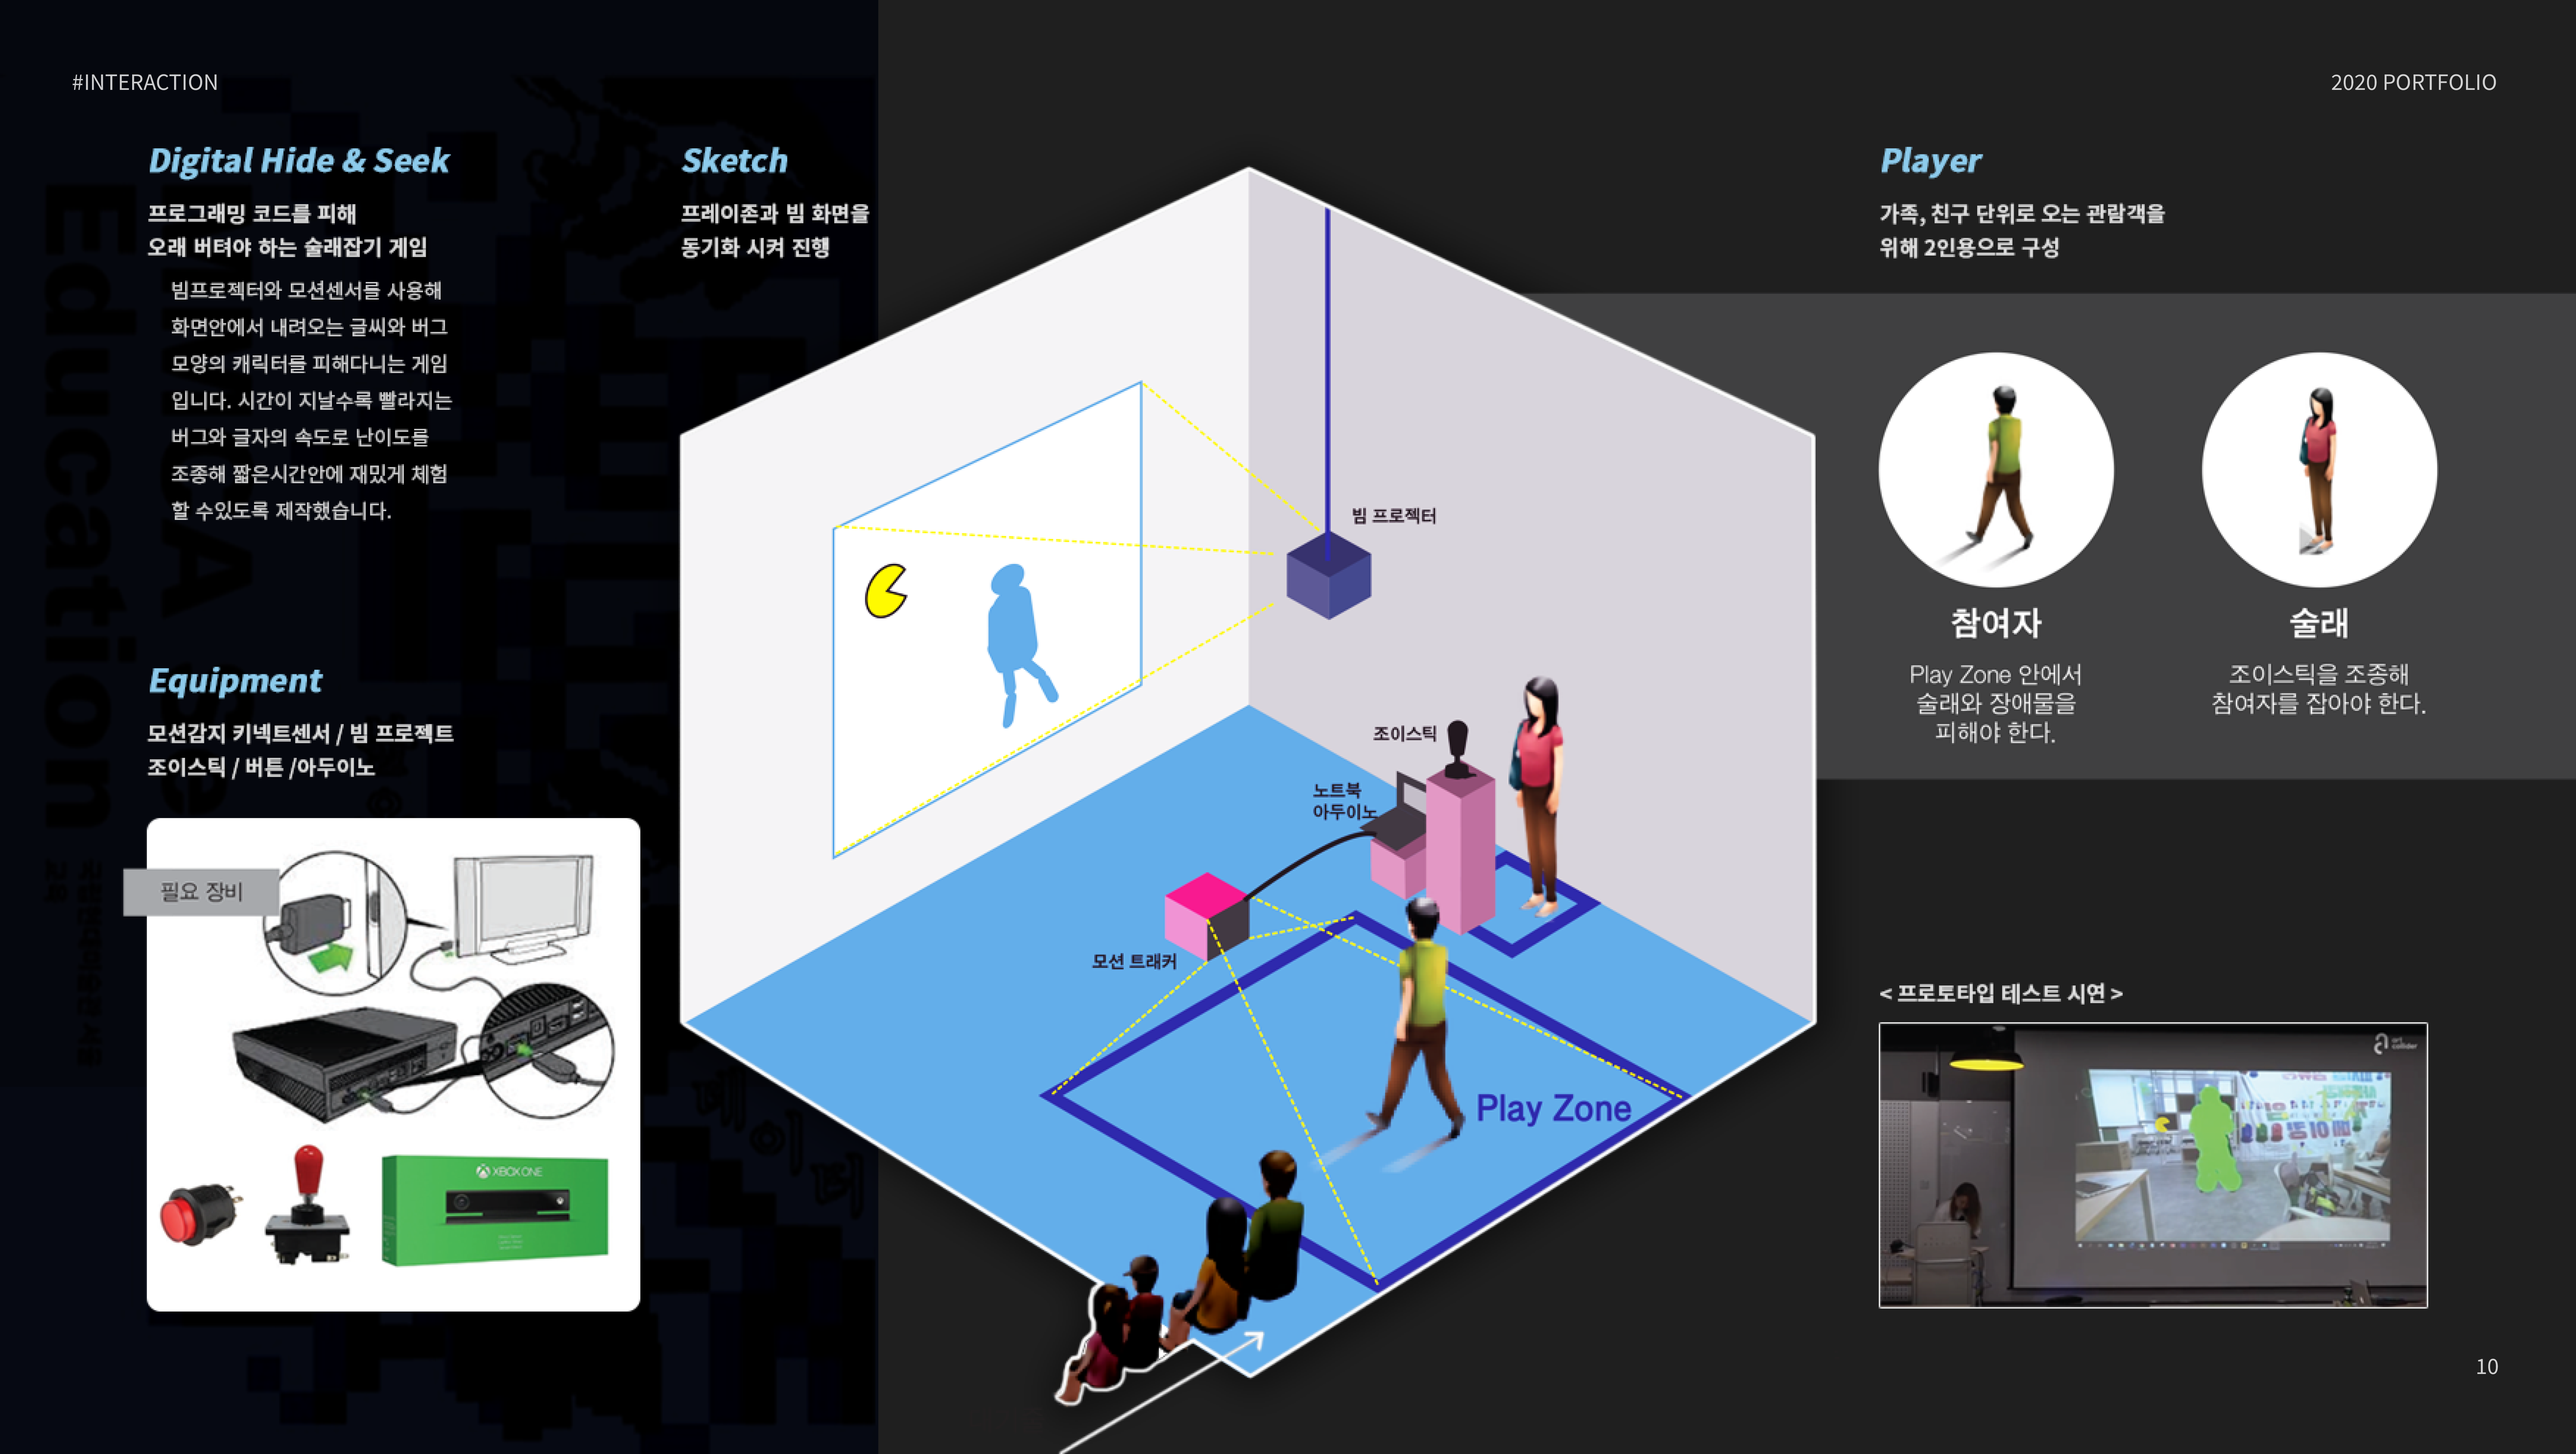 #INTERACTION
2020 PORTFOLIO
Digital Hide & Seek
프로그래밍 코드를 피해
오래 버텨야 하는 술래잡기 게임
빔프로젝터와 모션센서를 사용해
화면안에서 내려오는 글씨와 버그
모양의 캐릭터를 피해다니는 게임
입니다. 시간이 지날수록 빨라지는
버그와 글자의 속도로 난이도를
조종해 짧은시간안에 재밌게 체험
할 수있도록 제작했습니다.
Equipment
모션감지 키넥트센서 / 빔 프로젝트
조이스틱 / 버튼 /아두이노
필요 장비
XBOX ONE
Sketch
프레이존과 빔 화면을
동기화 시켜 진행
빔 프로젝터
조이스틱
노트북
아두이노
모션 트래커
Play Zone
Player
가족, 친구 단위로 오는 관람객을
위해 2인용으로 구성
참여자
Play Zone 안에서
술래와 장애물을
피해야 한다.
술래
조이스틱을 조종해
참여자를 잡아야 한다.
< 프로토타입 테스트 시연 >
art
collider
Education
10